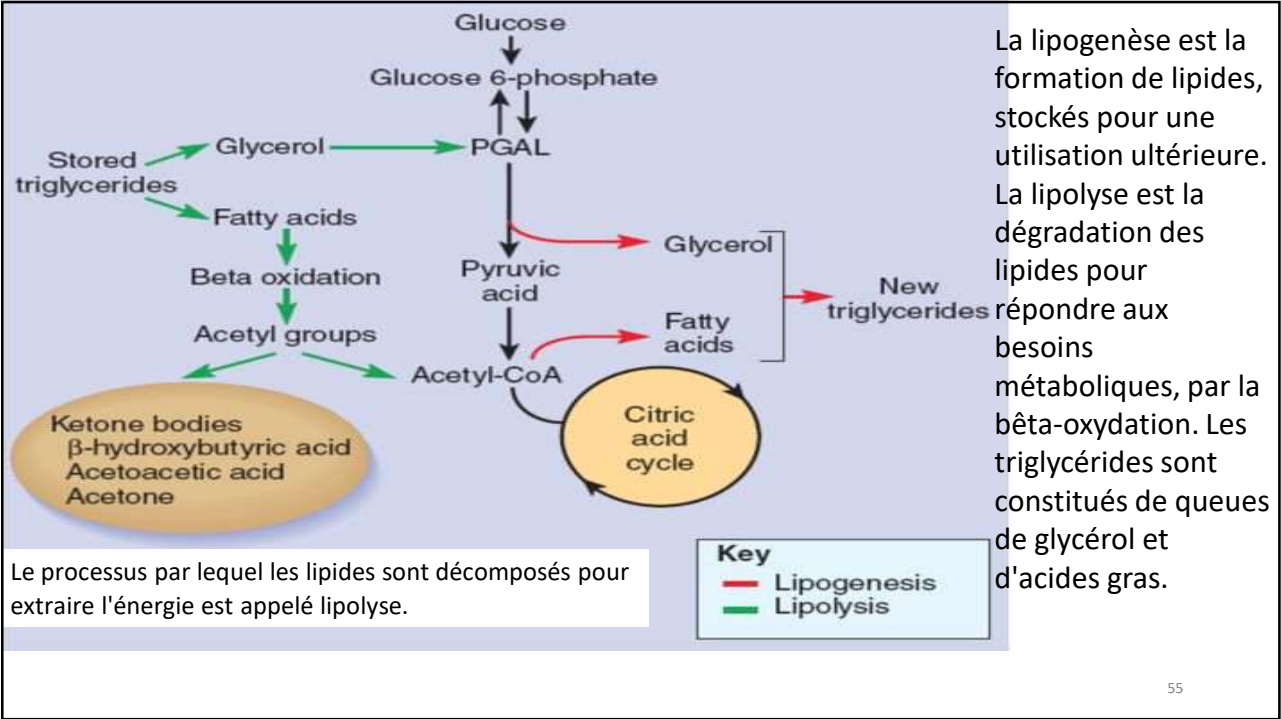 Glucose
Glucose 6-phosphate
Stored
triglycerides
Glycerol
PGAL
Fatty acids
Beta oxidation
Acetyl groups
Ketone bodies
β-hydroxybutyric acid
Acetoacetic acid
Acetone
Pyruvic
acid
Acetyl-CoA
Glycerol
Fatty
acids
New
triglycerides
Citric
acid
cycle
Key
Lipogenesis
Lipolysis
Le processus par lequel les lipides sont décomposés pour
extraire l'énergie est appelé lipolyse.
La lipogenèse est la
formation de lipides,
stockés pour une
utilisation ultérieure.
La lipolyse est la
dégradation des
lipides pour
répondre aux
besoins
métaboliques, par la
bêta-oxydation. Les
triglycérides sont
constitués de queues
de glycérol et
d'acides gras.
55